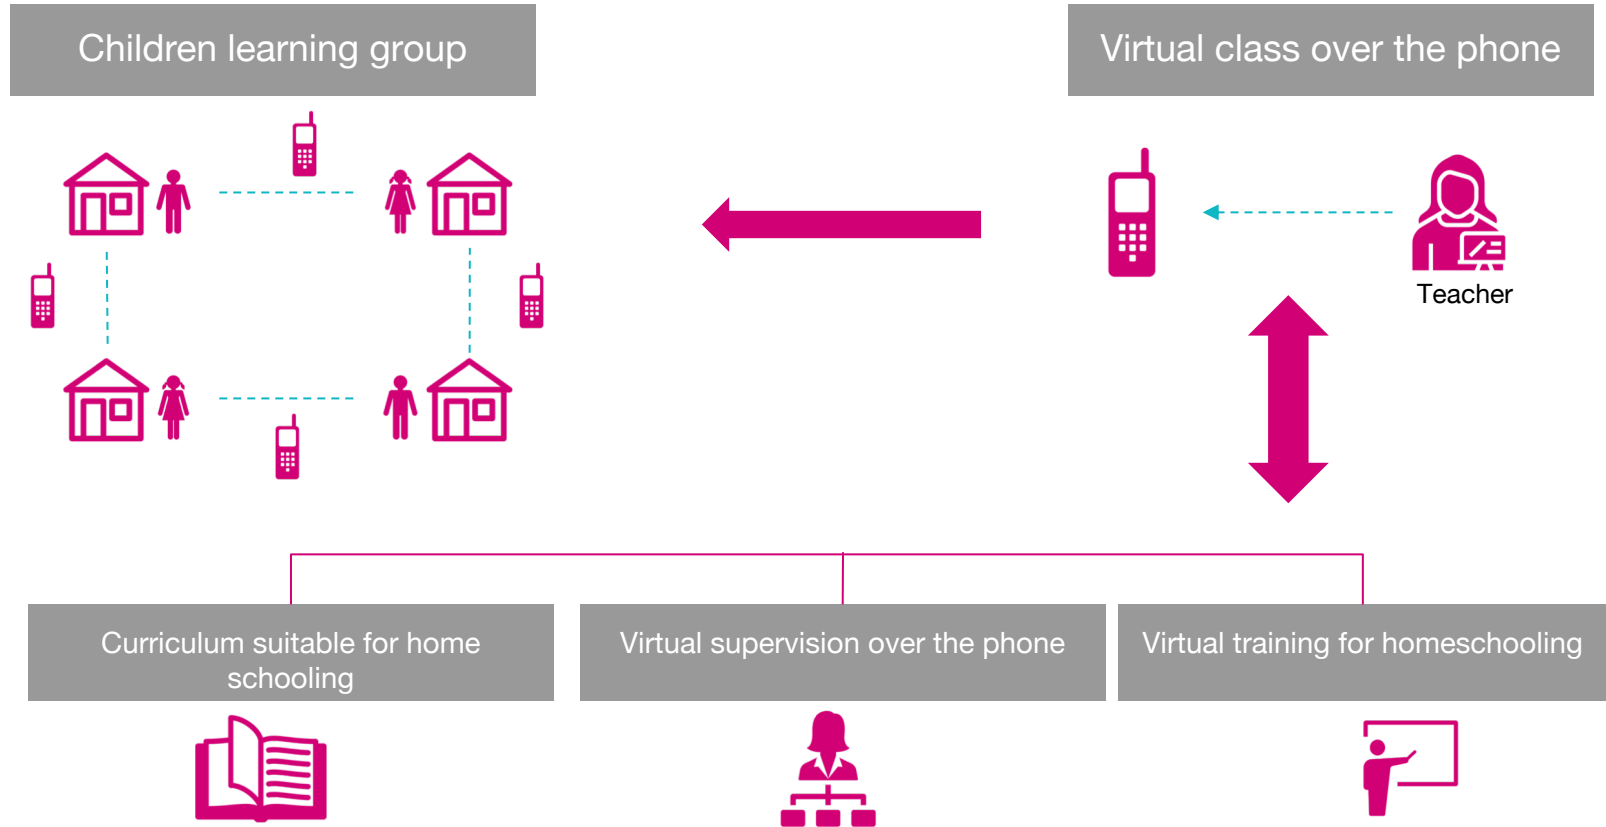 Children learning group
Virtual class over the phone
Teacher
Curriculum suitable for home
schooling
Virtual supervision over the phone
Virtual training for homeschooling